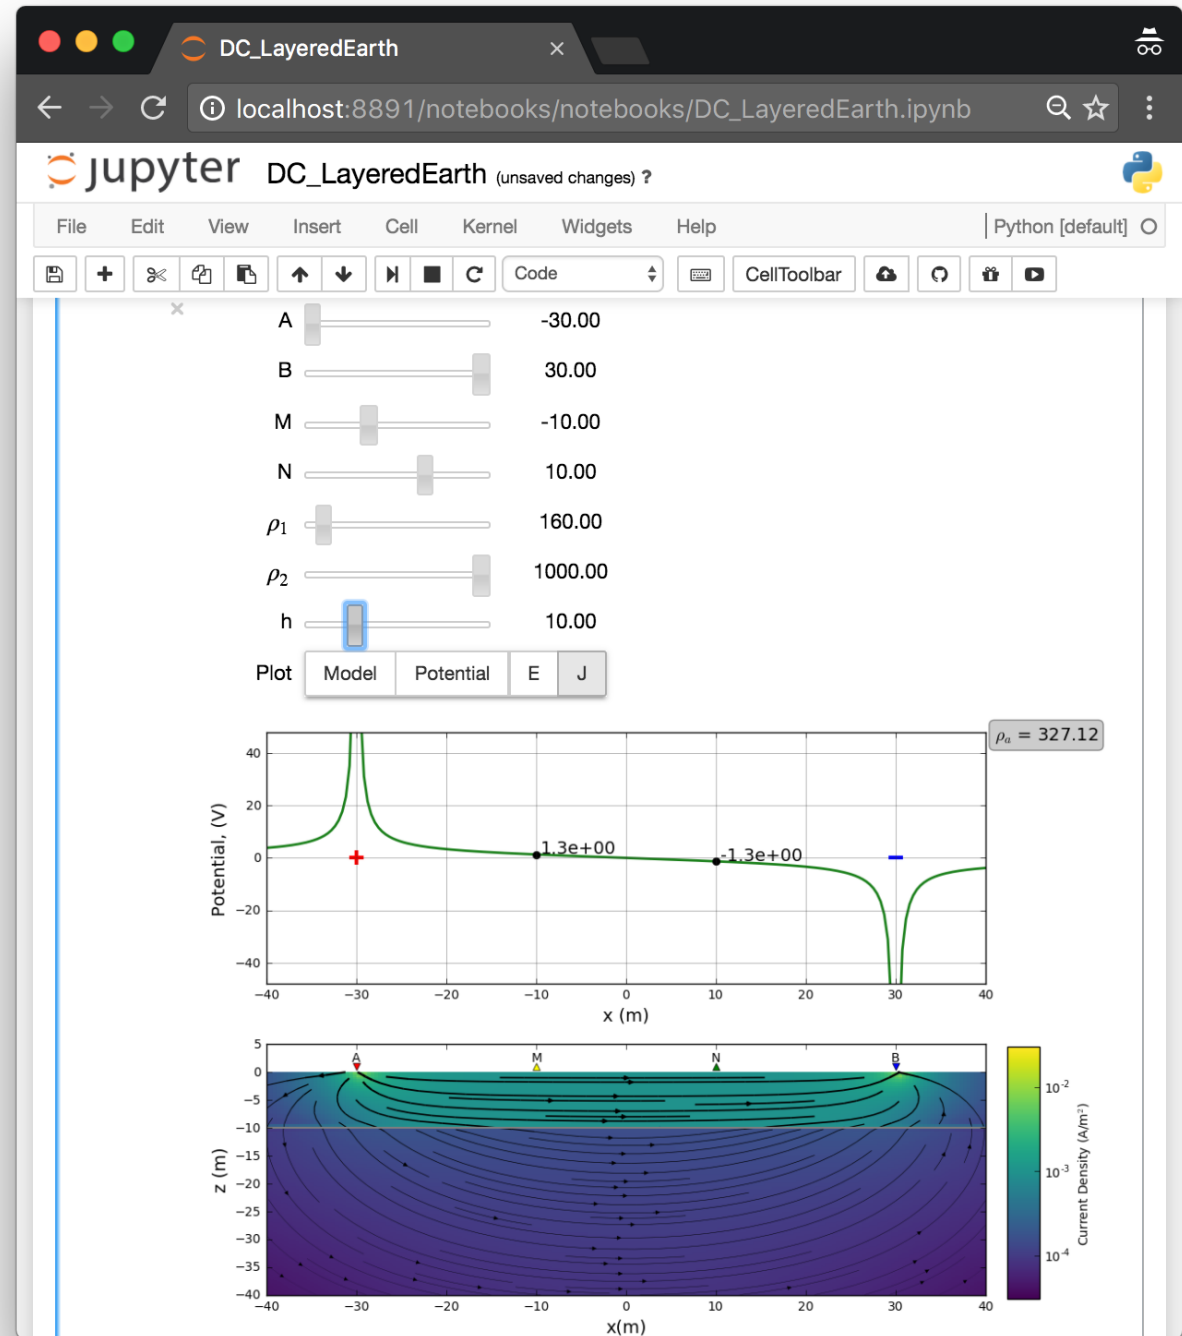 DC_LayeredEarth ×
localhost:8891/notebooks/notebooks/DC_LayeredEarth.ipynb
jupyter DC_LayeredEarth (unsaved changes) ?
File Edit View Insert Cell Kernel Widgets Help Python [default]
Code CellToolbar
×
A -30.00
B 30.00
M -10.00
N 10.00
ρ1 160.00
ρ2 1000.00
h 10.00
Plot Model Potential E J
ρa = 327.12
Potential, (V)
40
20
0
−20
−40
1.3e+00
-1.3e+00
−40 −30 −20 −10 0 10 20 30 40
x (m)
A M N B
z (m)
5
0
−5
−10
−15
−20
−25
−30
−35
−40
−40 −30 −20 −10 0 10 20 30 40
x(m)
10⁻²
10⁻³
10⁻⁴
Current Density (A/m²)